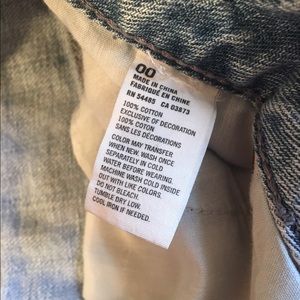 00
MADE IN CHINA
FABRIQUÉ EN CHINE
RN 54485 CA 03873
100% COTTON
EXCLUSIVE OF DECORATION
100% COTON
SANS LES DÉCORATIONS
COLOR MAY TRANSFER
WHEN NEW. WASH ONCE
SEPARATELY IN COLD
WATER BEFORE WEARING.
MACHINE WASH COLD INSIDE
OUT WITH LIKE COLORS.
DO NOT BLEACH.
TUMBLE DRY LOW.
COOL IRON IF NEEDED.